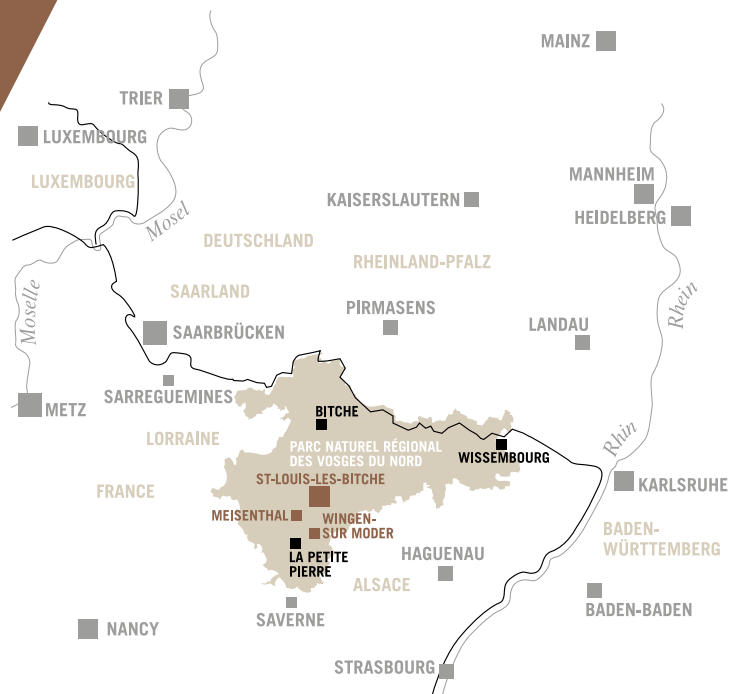 MAINZ
TRIER
LUXEMBOURG
LUXEMBOURG
Mosel
KAISERSLAUTERN
MANNHEIM
HEIDELBERG
DEUTSCHLAND
RHEINLAND-PFALZ
SAARLAND
Moselle
PIRMASENS
Rhein
SAARBRÜCKEN
LANDAU
SARREGUEMINES
METZ
BITCHE
LORRAINE
PARC NATUREL RÉGIONAL
DES VOSGES DU NORD
WISSEMBOURG
Rhin
ST-LOUIS-LES-BITCHE
KARLSRUHE
FRANCE
MEISENTHAL
WINGEN-
SUR MODER
BADEN-
WÜRTTEMBERG
LA PETITE
PIERRE
HAGUENAU
ALSACE
BADEN-BADEN
SAVERNE
NANCY
STRASBOURG